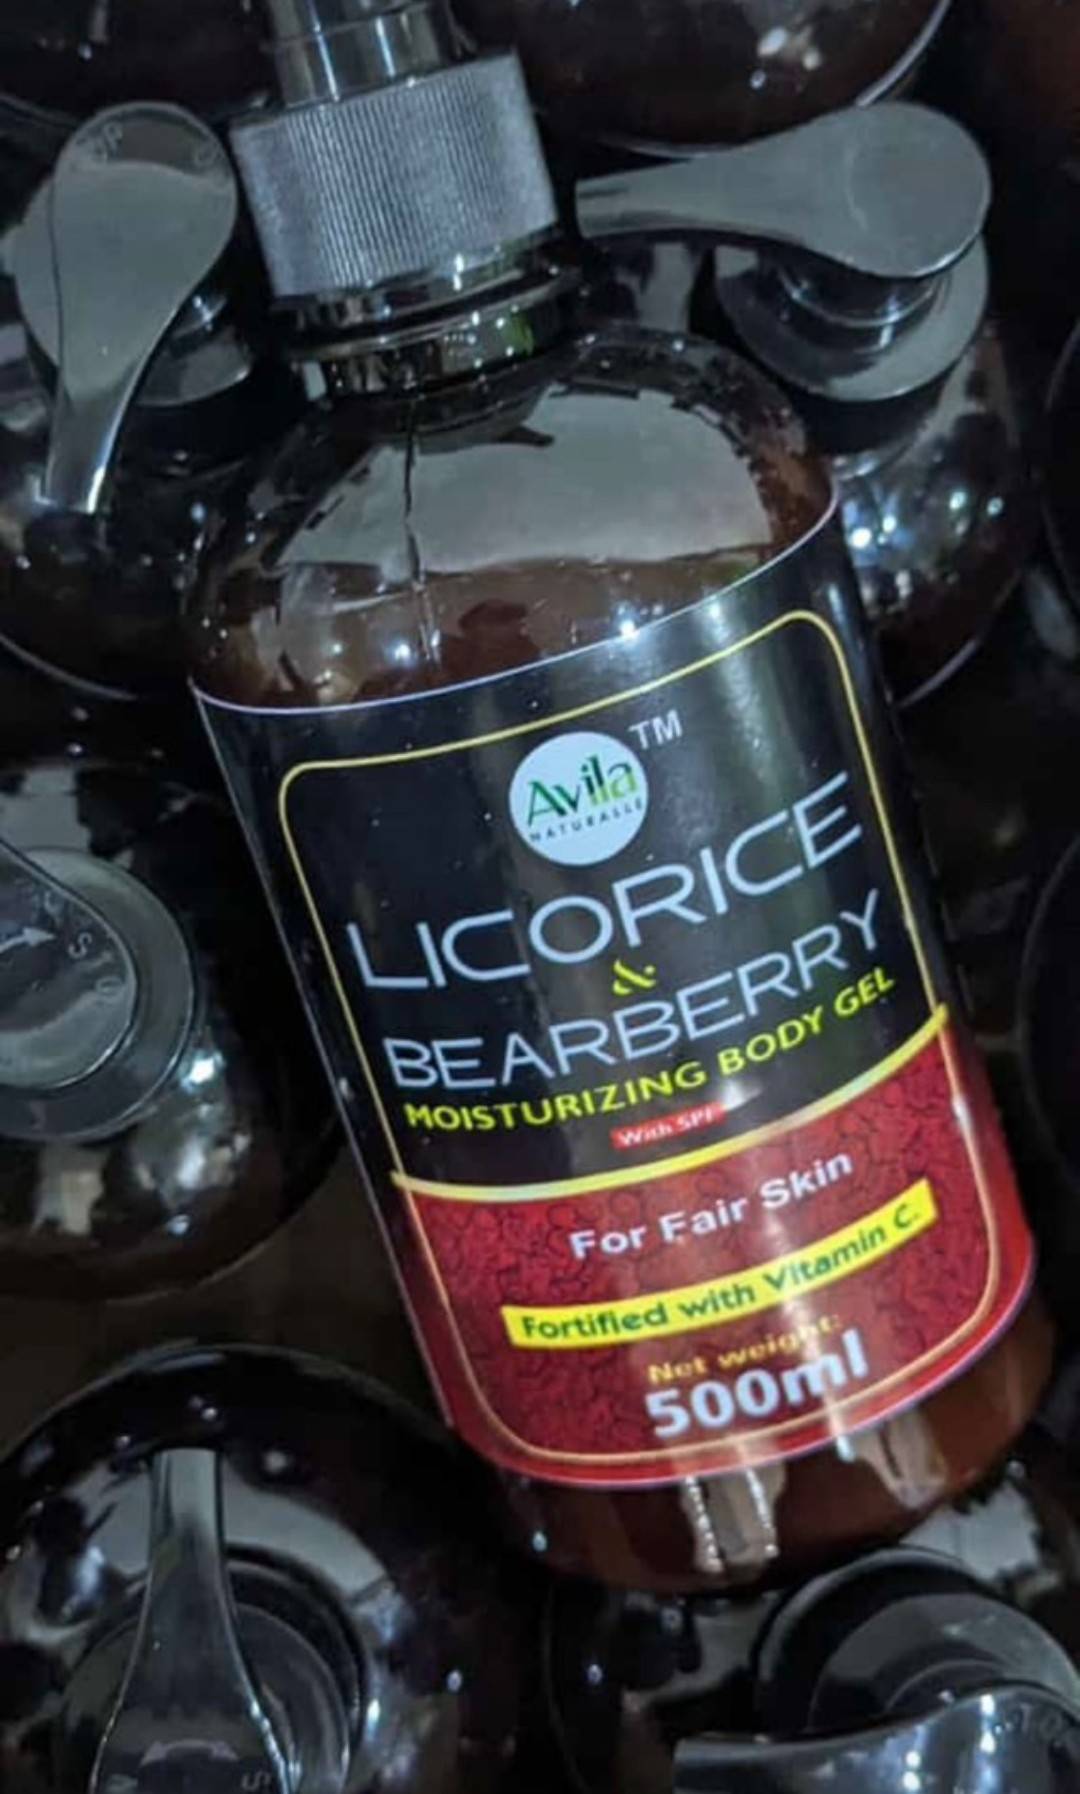 Avila
NATURALLE
TM
LICORICE
&
BEARBERRY
MOISTURIZING BODY GEL
With SPF
For Fair Skin
Fortified with Vitamin C.
Net weight:
500ml